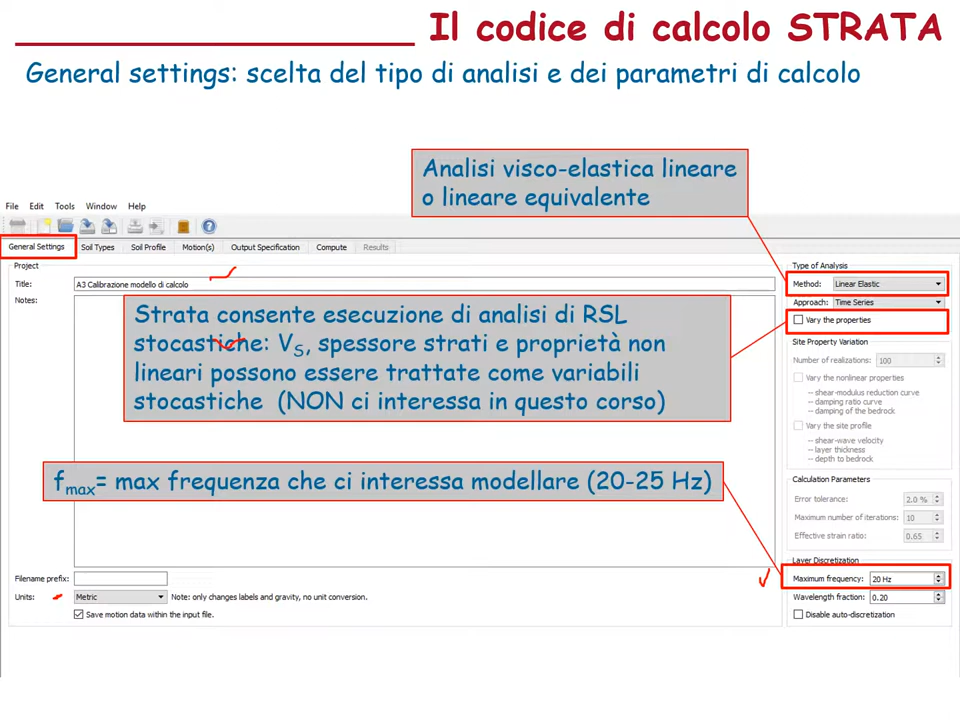 Il codice di calcolo STRATA
General settings: scelta del tipo di analisi e dei parametri di calcolo
Analisi visco-elastica lineare
o lineare equivalente
File Edit Tools Window Help
General Settings Soil Types Soil Profile Motion(s) Output Specification Compute Results
Project
Title: A3 Calibrazione modello di calcolo
Notes:
Strata consente esecuzione di analisi di RSL
stocastiche: VS, spessore strati e proprietà non
lineari possono essere trattate come variabili
stocastiche (NON ci interessa in questo corso)
fmax= max frequenza che ci interessa modellare (20-25 Hz)
Filename prefix:
Units: Metric Note: only changes labels and gravity, no unit conversion.
Save motion data within the input file.
Type of Analysis
Method: Linear Elastic
Approach: Time Series
Vary the properties
Site Property Variation
Number of realizations: 100
Vary the nonlinear properties
-- shear-modulus reduction curve
-- damping ratio curve
-- damping of the bedrock
Vary the site profile
-- shear-wave velocity
-- layer thickness
-- depth to bedrock
Calculation Parameters
Error tolerance: 2.0 %
Maximum number of iterations: 10
Effective strain ratio: 0.65
Layer Discretization
Maximum frequency: 20 Hz
Wavelength fraction: 0.20
Disable auto-discretization